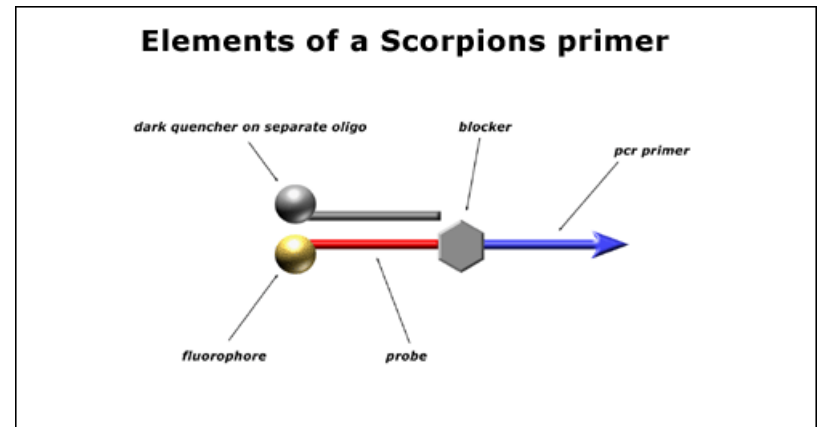 Elements of a Scorpions primer
dark quencher on separate oligo
blocker
pcr primer
fluorophore
probe